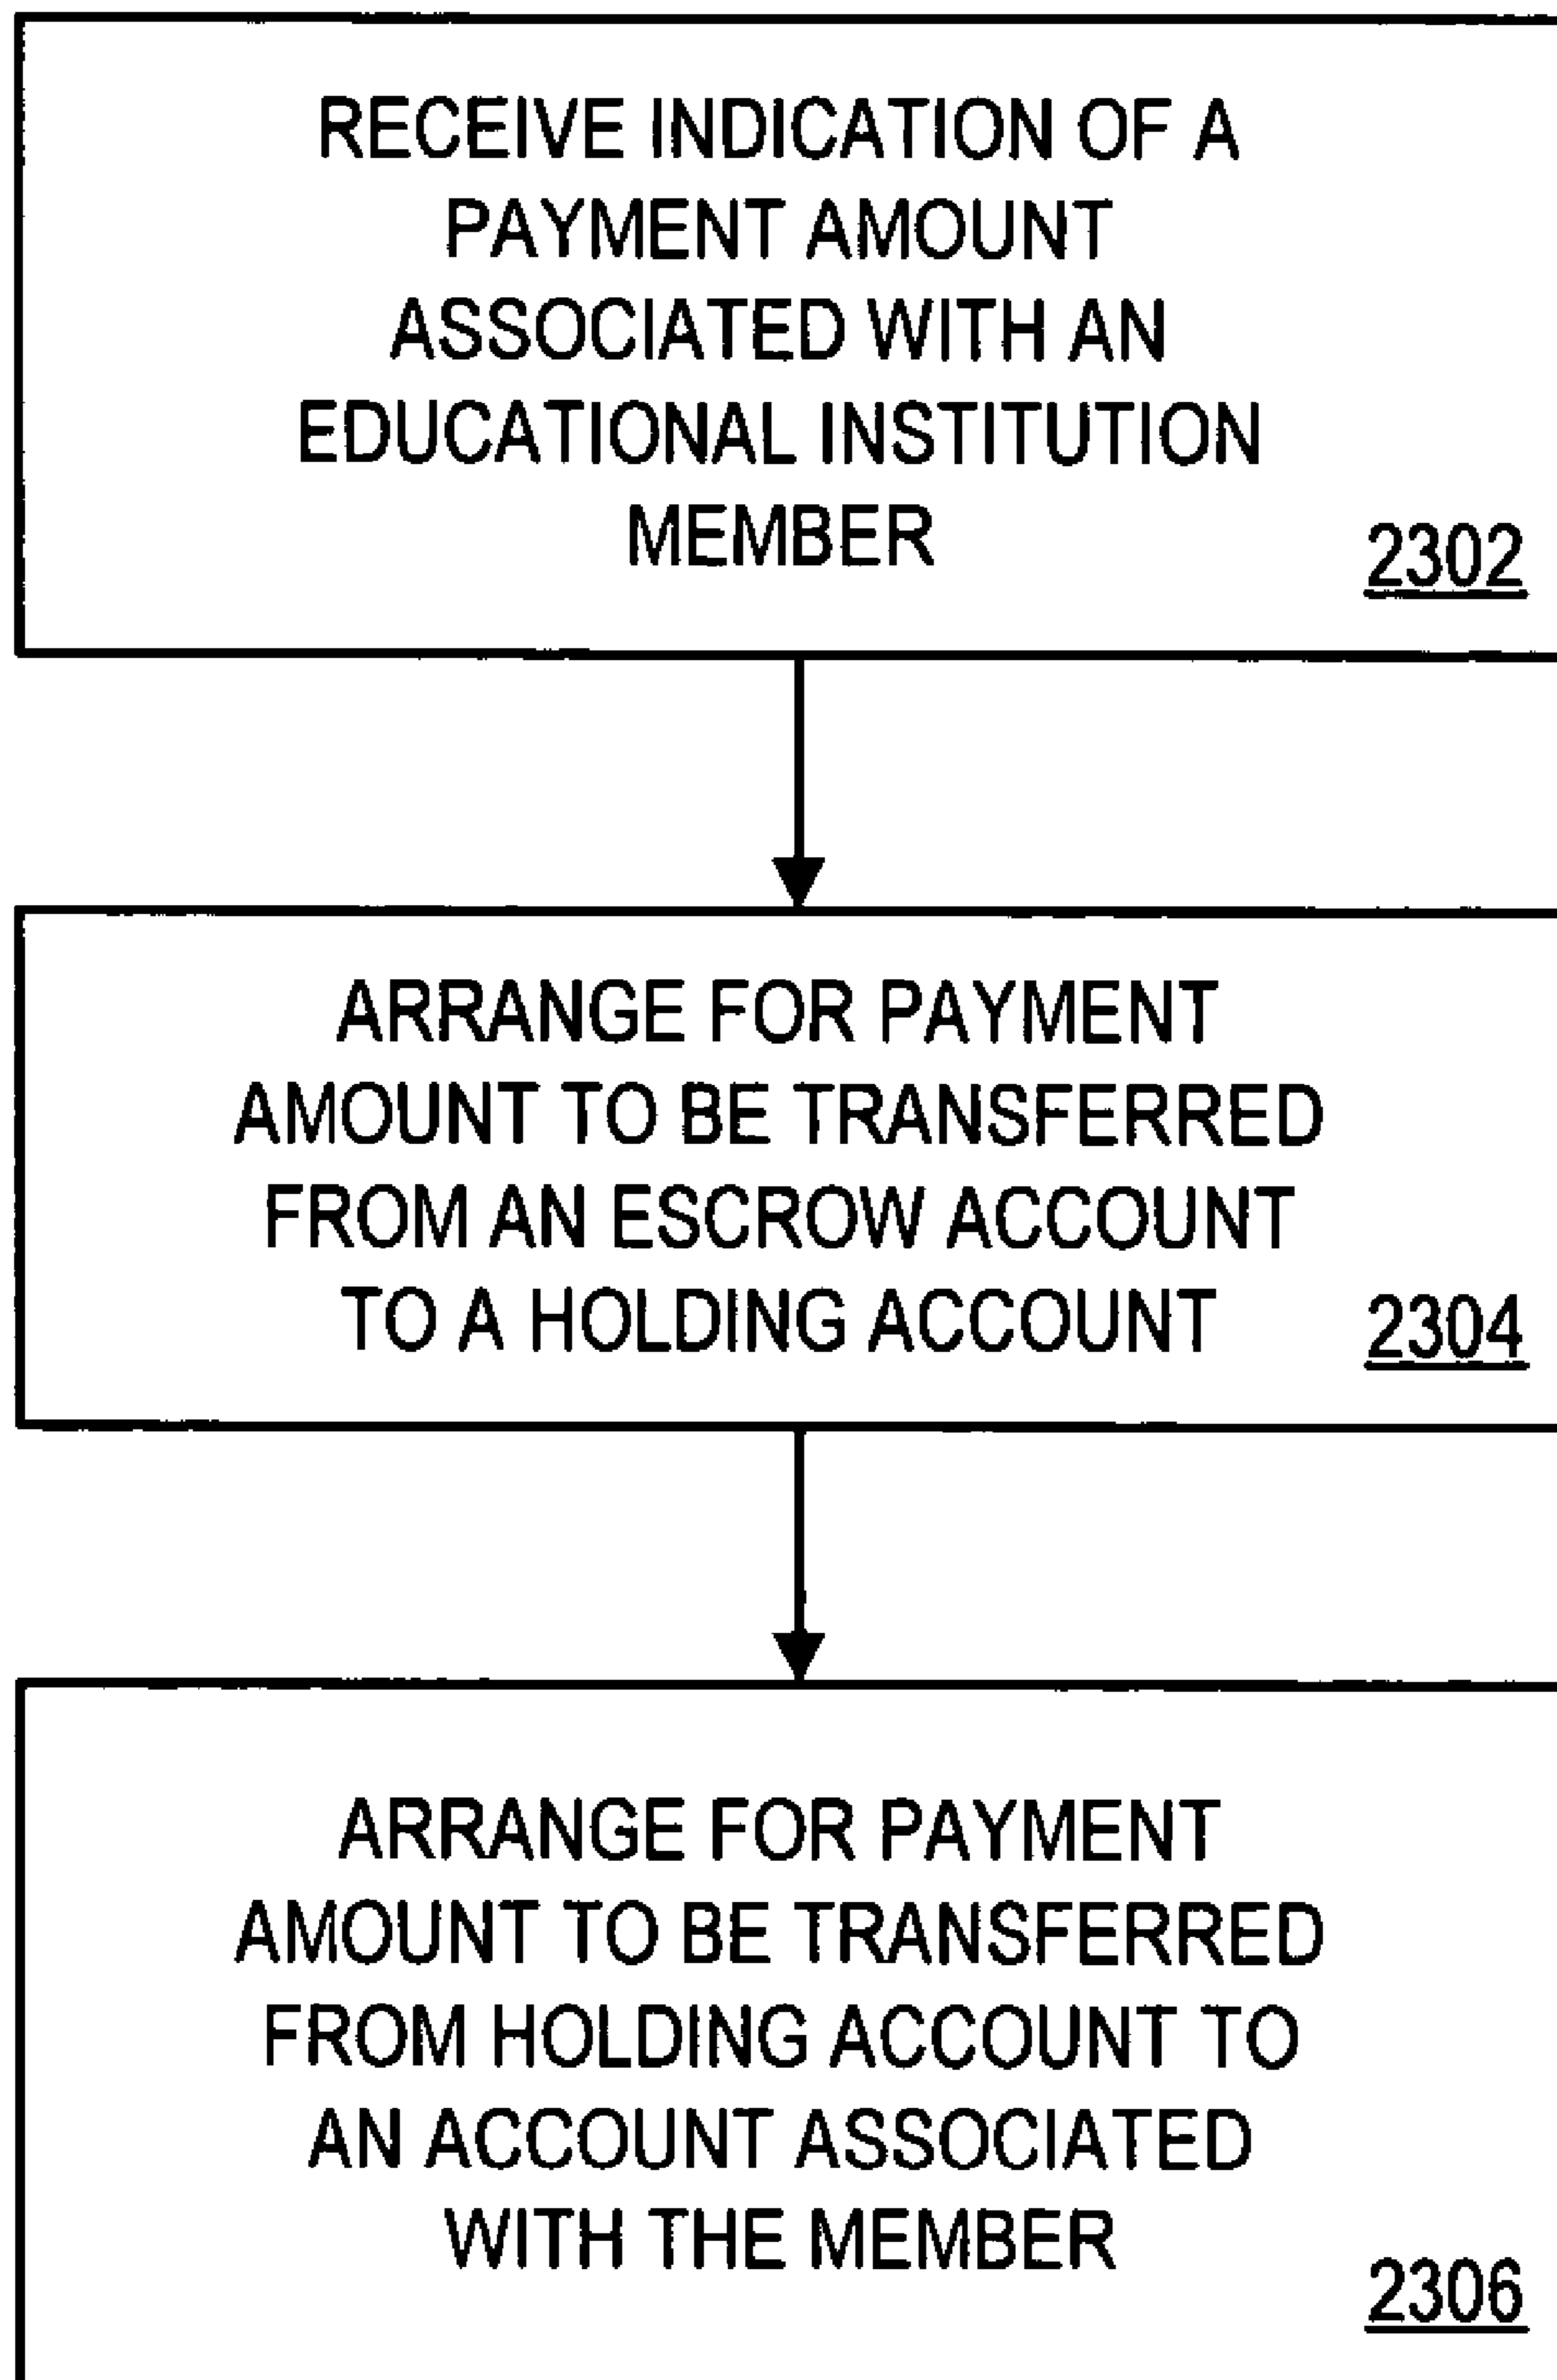 RECEIVE INDICATION OF A
PAYMENT AMOUNT
ASSOCIATED WITH AN
EDUCATIONAL INSTITUTION
MEMBER
2302
ARRANGE FOR PAYMENT
AMOUNT TO BE TRANSFERRED
FROM AN ESCROW ACCOUNT
TO A HOLDING ACCOUNT
2304
ARRANGE FOR PAYMENT
AMOUNT TO BE TRANSFERRED
FROM HOLDING ACCOUNT TO
AN ACCOUNT ASSOCIATED
WITH THE MEMBER
2306